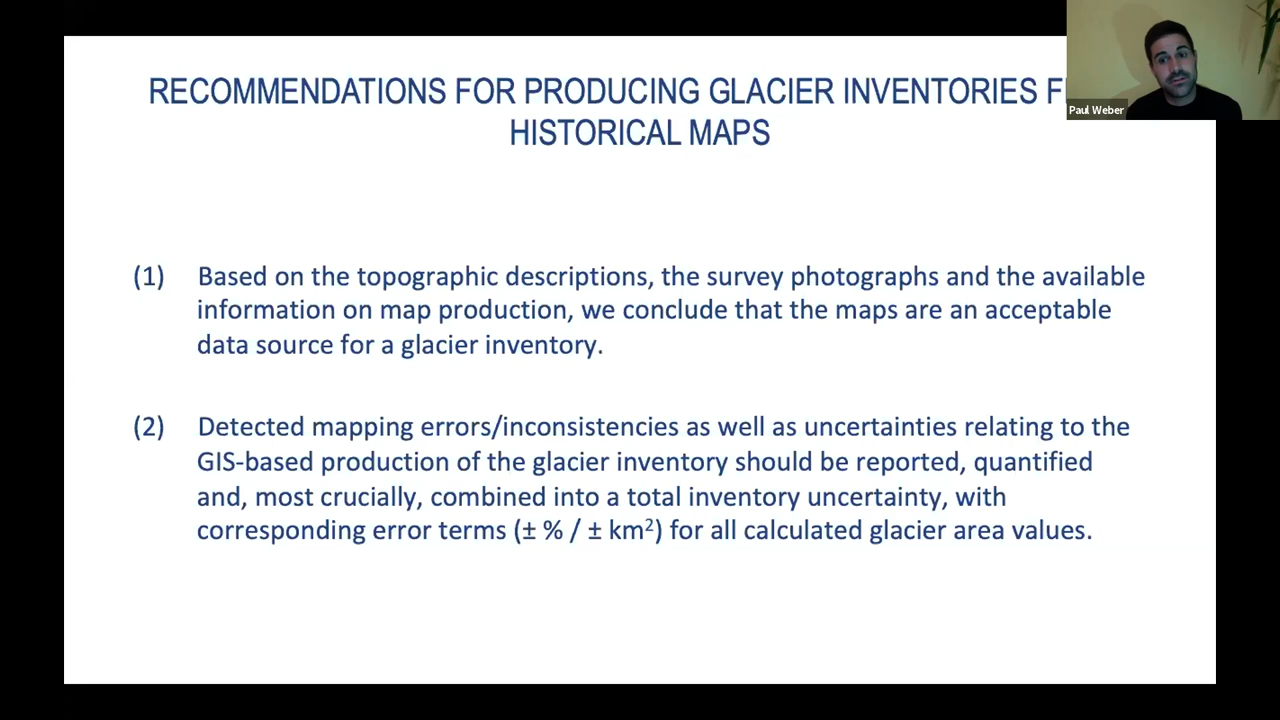 RECOMMENDATIONS FOR PRODUCING GLACIER INVENTORIES
HISTORICAL MAPS
Paul Weber
(1) Based on the topographic descriptions, the survey photographs and the available
information on map production, we conclude that the maps are an acceptable
data source for a glacier inventory.
(2) Detected mapping errors/inconsistencies as well as uncertainties relating to the
GIS-based production of the glacier inventory should be reported, quantified
and, most crucially, combined into a total inventory uncertainty, with
corresponding error terms (± % / ± km²) for all calculated glacier area values.